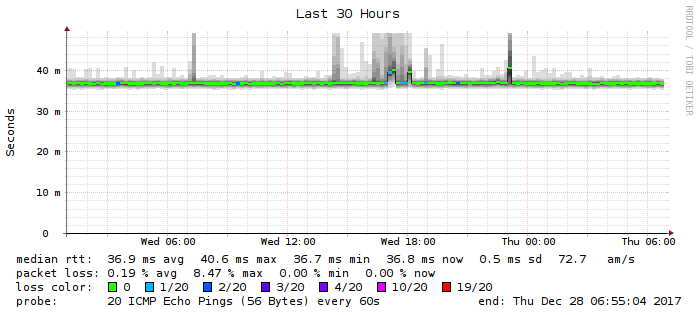 Last 30 Hours
RRDTOOL / TOBI OETIKER
Seconds
40 m
30 m
20 m
10 m
0
Wed 06:00 Wed 12:00 Wed 18:00 Thu 00:00 Thu 06:00
median rtt: 36.9 ms avg 40.6 ms max 36.7 ms min 36.8 ms now 0.5 ms sd 72.7 am/s
packet loss: 0.19 % avg 8.47 % max 0.00 % min 0.00 % now
loss color: 0 1/20 2/20 3/20 4/20 10/20 19/20
probe: 20 ICMP Echo Pings (56 Bytes) every 60s end: Thu Dec 28 06:55:04 2017